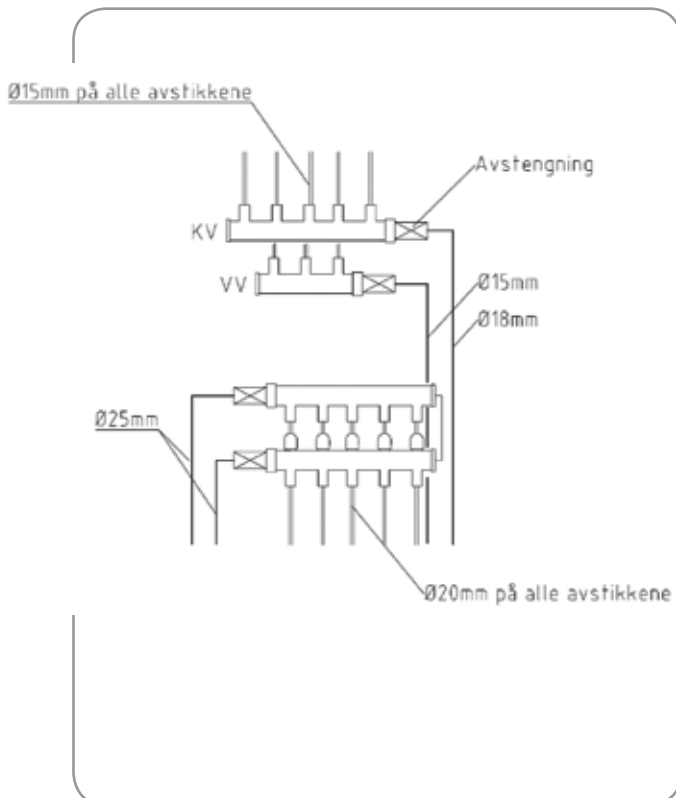 Ø15mm på alle avstikkene
Avstengning
KV
VV
Ø15mm
Ø18mm
Ø25mm
Ø20mm på alle avstikkene